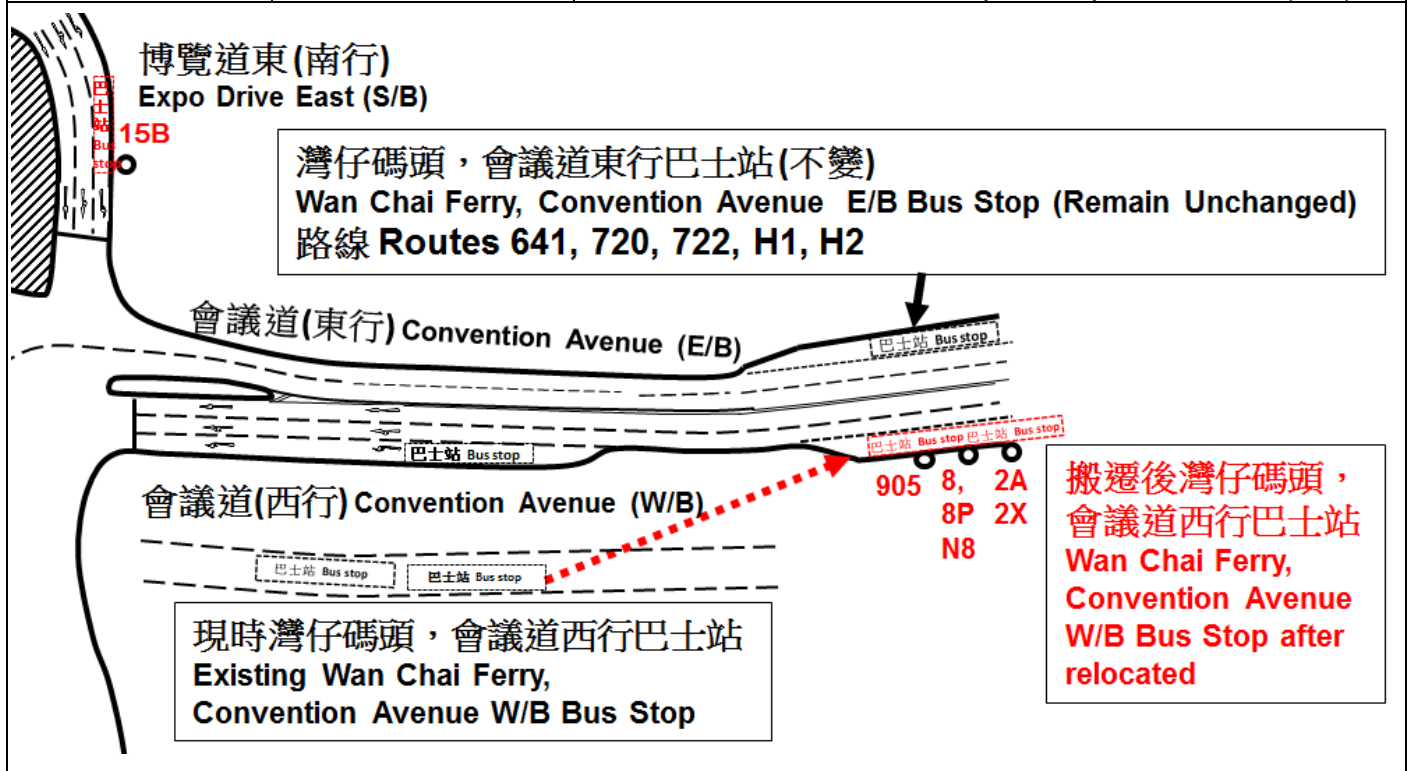 博覽道東(南行)
Expo Drive East (S/B)
巴士站
Bus stop
15B
灣仔碼頭，會議道東行巴士站(不變)
Wan Chai Ferry, Convention Avenue E/B Bus Stop (Remain Unchanged)
路線 Routes 641, 720, 722, H1, H2
會議道(東行) Convention Avenue (E/B)
巴士站 Bus stop
巴士站 Bus stop 巴士站 Bus stop
巴士站 Bus stop
905 8, 2A
8P 2X
N8
會議道(西行) Convention Avenue (W/B)
巴士站 Bus stop
巴士站 Bus stop
搬遷後灣仔碼頭，
會議道西行巴士站
Wan Chai Ferry,
Convention Avenue
W/B Bus Stop after
relocated
現時灣仔碼頭，會議道西行巴士站
Existing Wan Chai Ferry,
Convention Avenue W/B Bus Stop